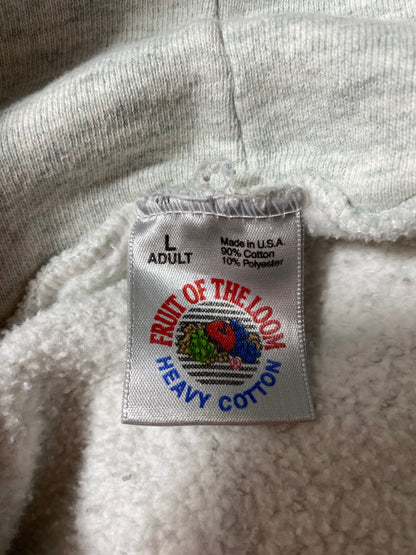 L
ADULT
Made in U.S.A.
90% Cotton
10% Polyester
FRUIT OF THE LOOM
®
HEAVY COTTON